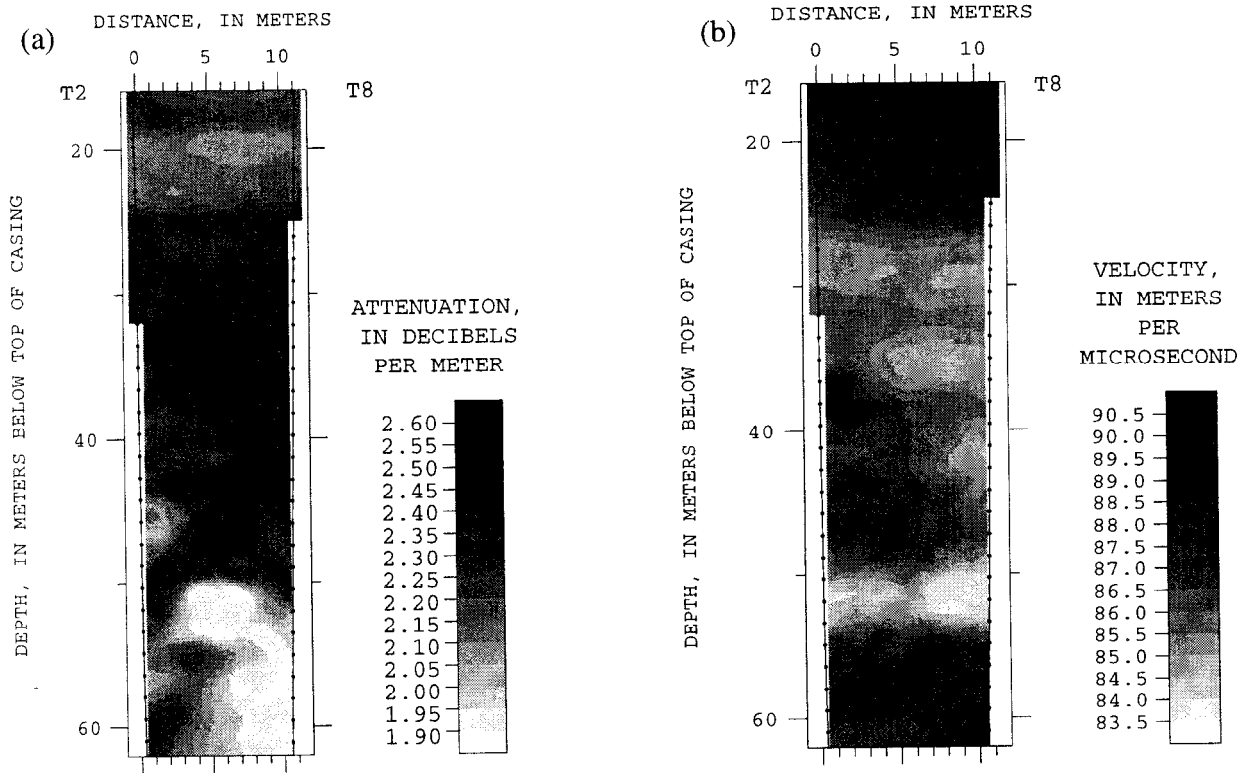 (a)
DISTANCE, IN METERS
0 5 10
T2 T8
20
40
60
DEPTH, IN METERS BELOW TOP OF CASING
ATTENUATION,
IN DECIBELS
PER METER
2.60
2.55
2.50
2.45
2.40
2.35
2.30
2.25
2.20
2.15
2.10
2.05
2.00
1.95
1.90
(b)
DISTANCE, IN METERS
0 5 10
T2 T8
20
40
60
DEPTH, IN METERS BELOW TOP OF CASING
VELOCITY,
IN METERS
PER
MICROSECOND
90.5
90.0
89.5
89.0
88.5
88.0
87.5
87.0
86.5
86.0
85.5
85.0
84.5
84.0
83.5